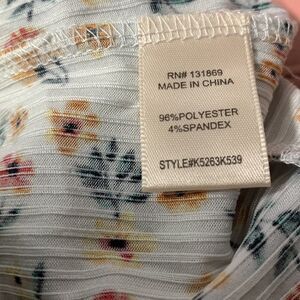 RN# 131869
MADE IN CHINA
96%POLYESTER
4%SPANDEX
STYLE#K5263K539